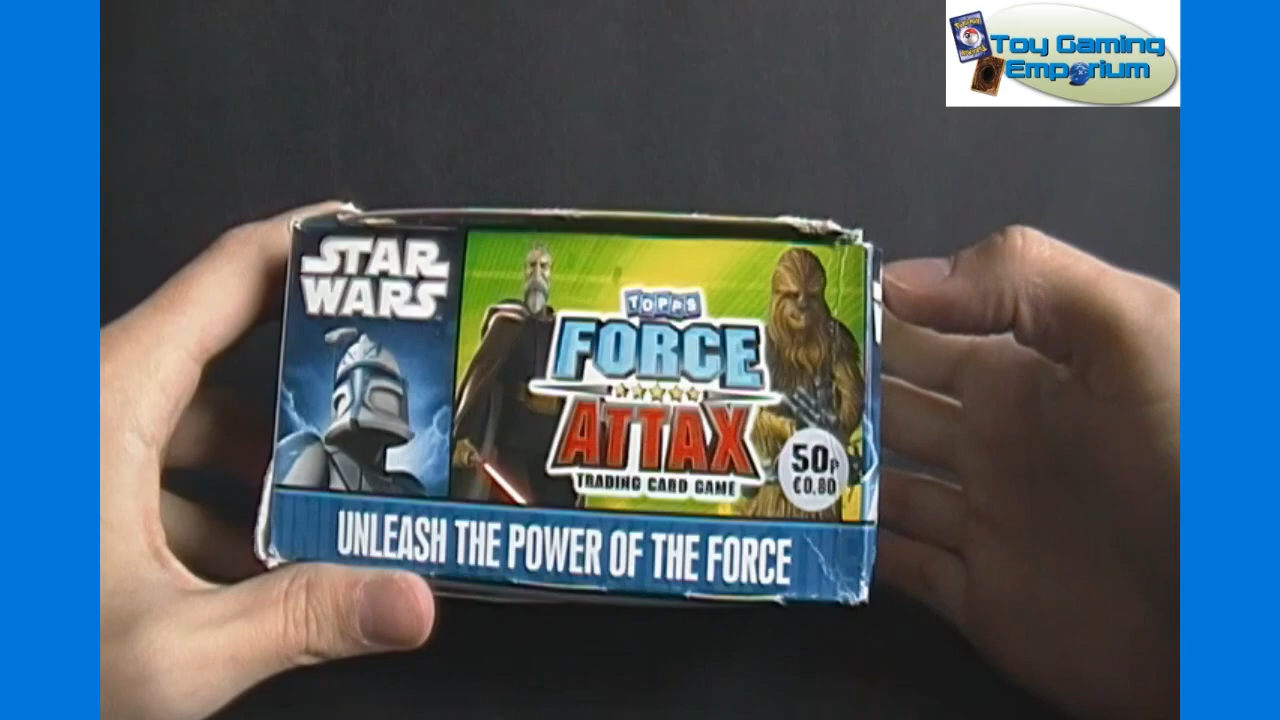 Toy Gaming
Emporium
STAR
WARS
TOPPS
FORCE
ATTAX
TRADING CARD GAME
50p
€0.80
UNLEASH THE POWER OF THE FORCE